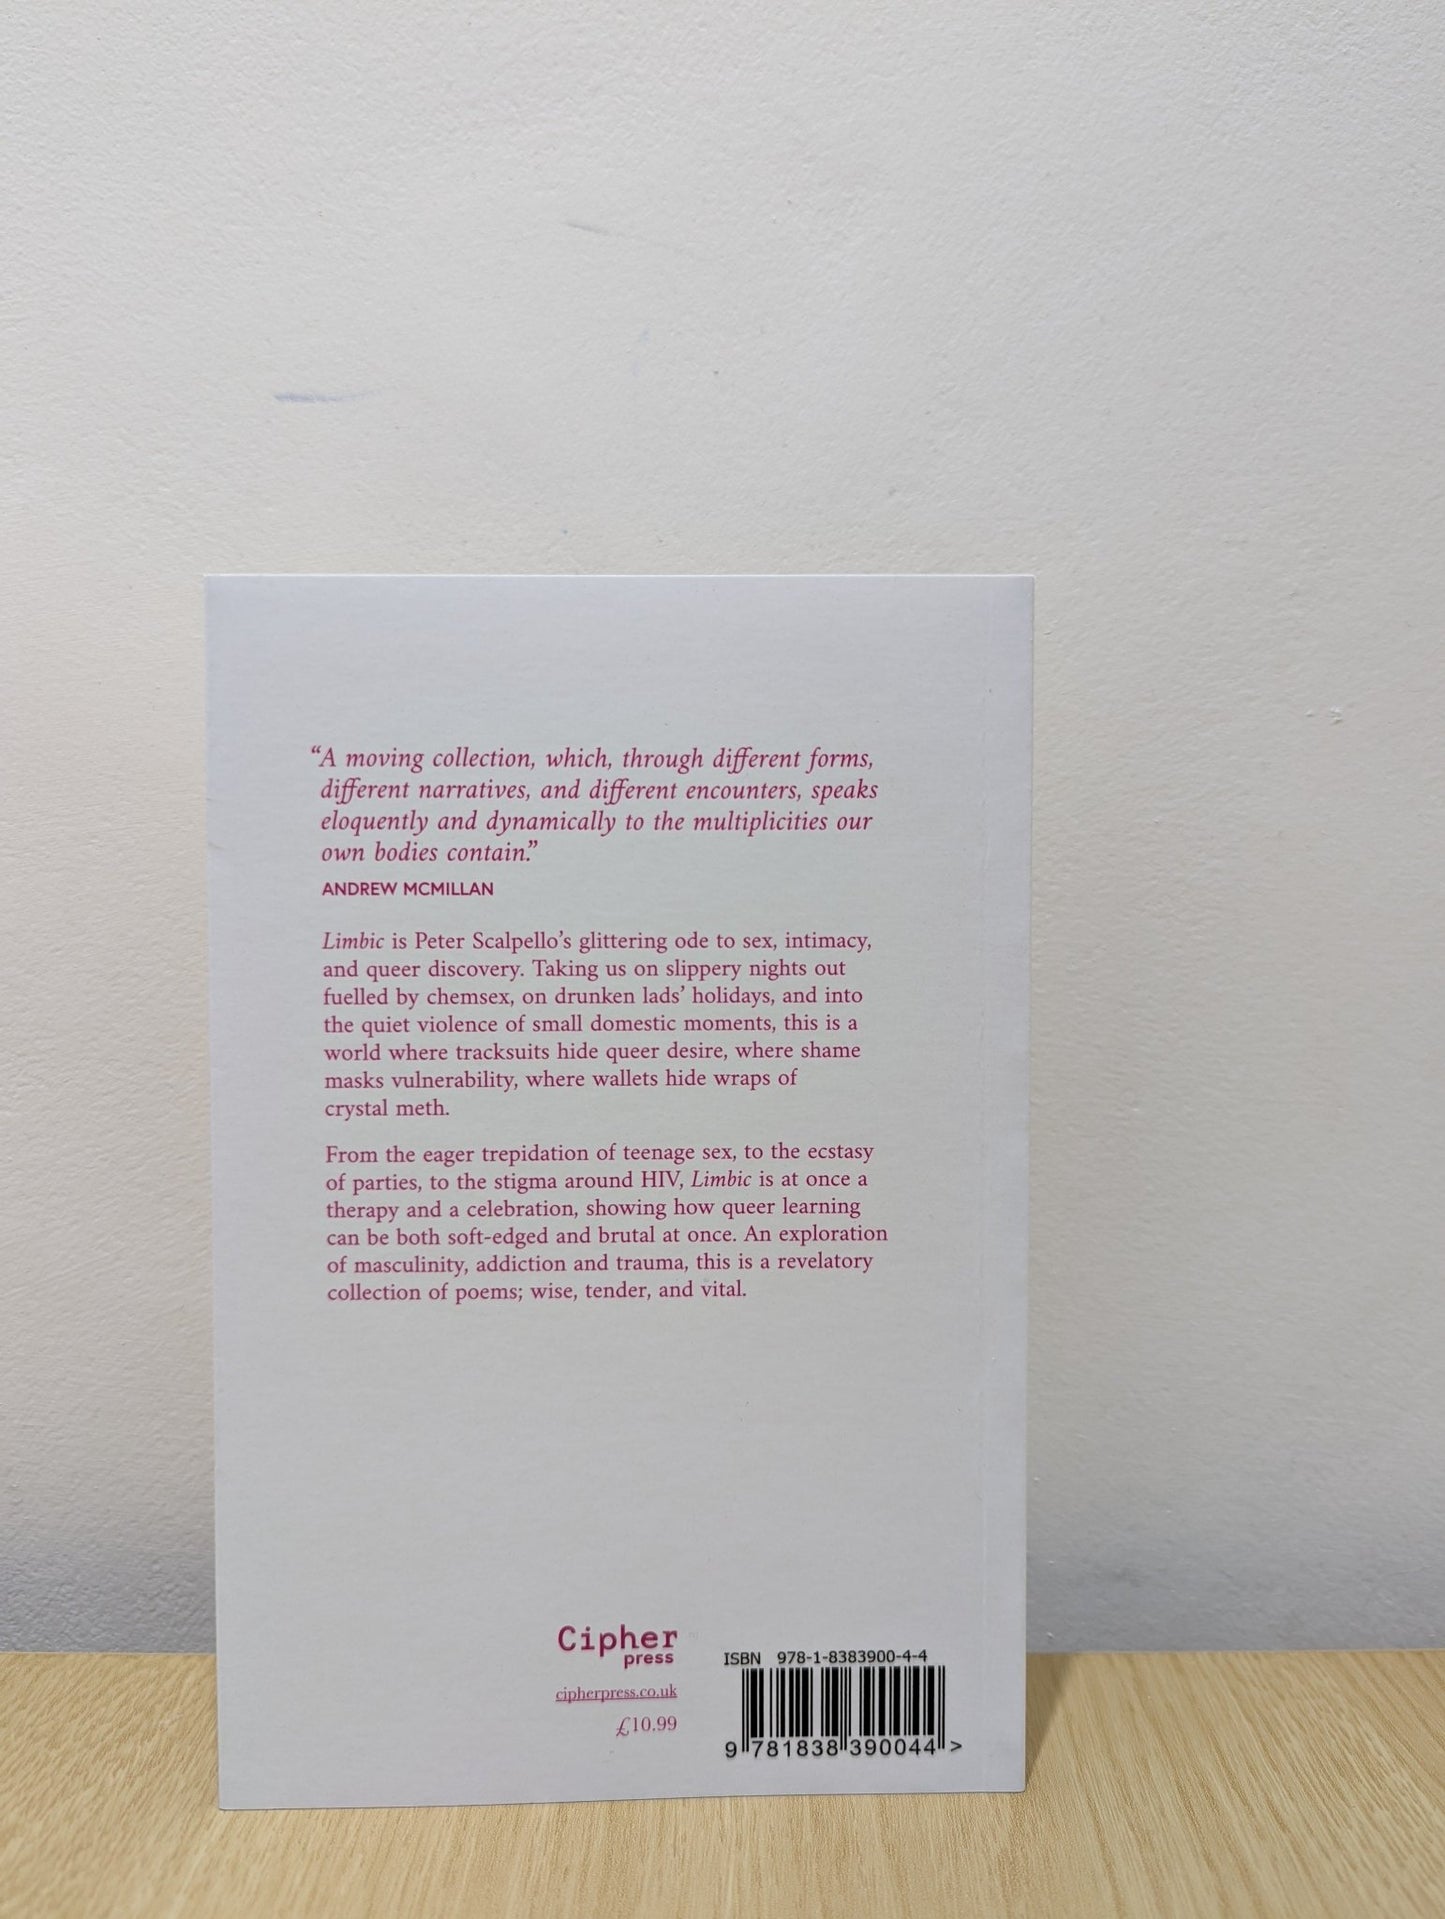 “A moving collection, which, through different forms,
different narratives, and different encounters, speaks
eloquently and dynamically to the multiplicities our
own bodies contain.”
ANDREW MCMILLAN
Limbic is Peter Scalpello’s glittering ode to sex, intimacy,
and queer discovery. Taking us on slippery nights out
fuelled by chemsex, on drunken lads’ holidays, and into
the quiet violence of small domestic moments, this is a
world where tracksuits hide queer desire, where shame
masks vulnerability, where wallets hide wraps of
crystal meth.
From the eager trepidation of teenage sex, to the ecstasy
of parties, to the stigma around HIV, Limbic is at once a
therapy and a celebration, showing how queer learning
can be both soft-edged and brutal at once. An exploration
of masculinity, addiction and trauma, this is a revelatory
collection of poems; wise, tender, and vital.
Cipher
press
cipherpress.co.uk
£10.99
ISBN 978-1-8383900-4-4
9 781838 390044 >